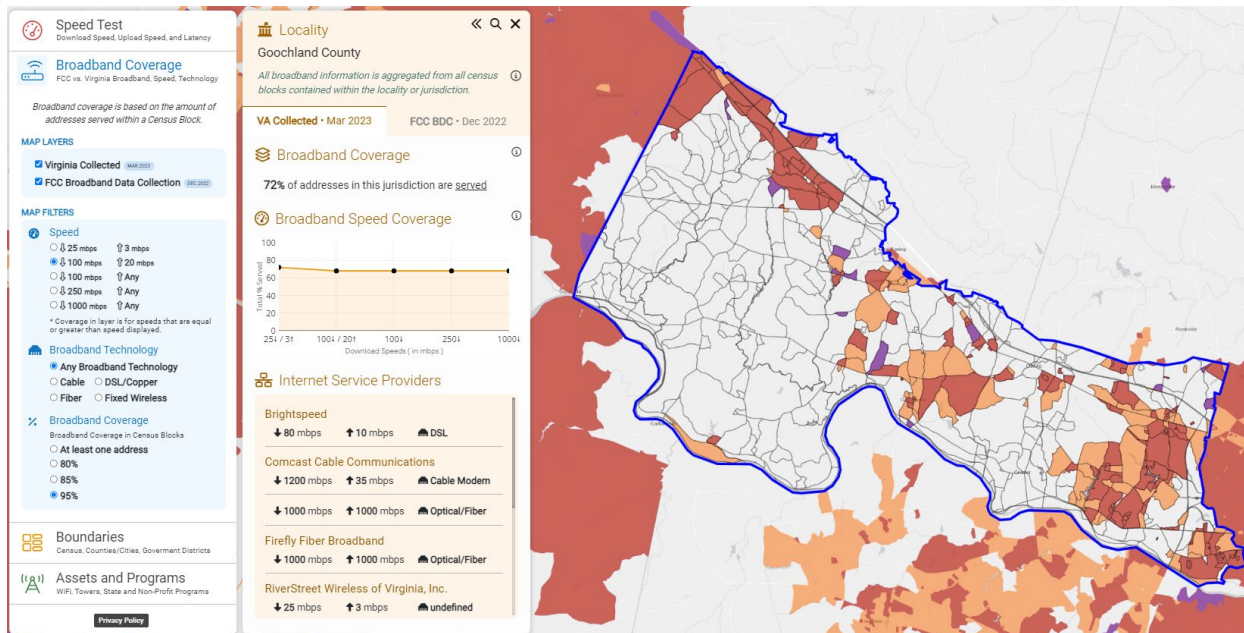 Speed Test
Download Speed, Upload Speed, and Latency
Broadband Coverage
FCC vs. Virginia Broadband, Speed, Technology
Broadband coverage is based on the amount of
addresses served within a Census Block.
MAP LAYERS
Virginia Collected MAR 2023
FCC Broadband Data Collection DEC 2022
MAP FILTERS
Speed
⇩ 25 mbps ⇧ 3 mbps
⇩ 100 mbps ⇧ 20 mbps
⇩ 100 mbps ⇧ Any
⇩ 250 mbps ⇧ Any
⇩ 1000 mbps ⇧ Any
* Coverage in layer is for speeds that are equal
or greater than speed displayed.
Broadband Technology
Any Broadband Technology
Cable DSL/Copper
Fiber Fixed Wireless
Broadband Coverage
Broadband Coverage in Census Blocks
At least one address
80%
85%
95%
Boundaries
Census, Counties/Cities, Goverment Districts
Assets and Programs
WiFi, Towers, State and Non-Profit Programs
Privacy Policy
Locality
Goochland County
All broadband information is aggregated from all census
blocks contained within the locality or jurisdiction.
VA Collected • Mar 2023 FCC BDC • Dec 2022
Broadband Coverage
72% of addresses in this jurisdiction are served
Broadband Speed Coverage
Total % Served
100
80
60
40
20
0
25⇩ / 3⇧ 100⇩ / 20⇧ 100⇩ 250⇩ 1000⇩
Download Speeds ( in mbps )
Internet Service Providers
Brightspeed
80 mbps 10 mbps DSL
Comcast Cable Communications
1200 mbps 35 mbps Cable Modem
1000 mbps 1000 mbps Optical/Fiber
Firefly Fiber Broadband
1000 mbps 1000 mbps Optical/Fiber
RiverStreet Wireless of Virginia, Inc.
25 mbps 3 mbps undefined